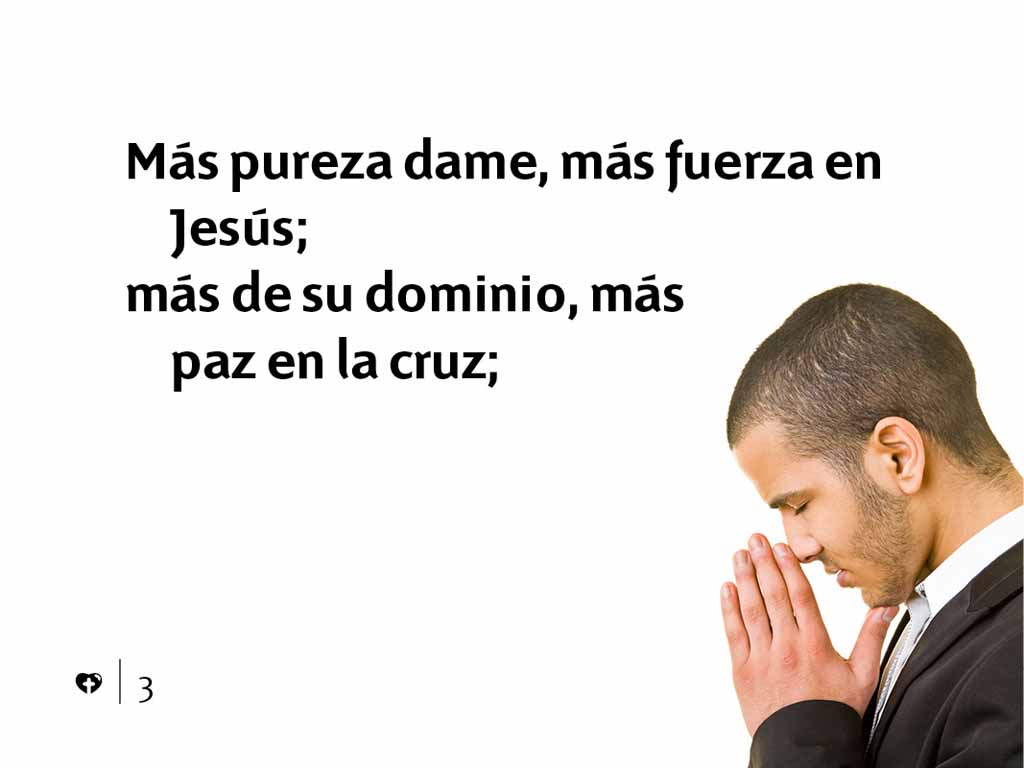 Más pureza dame, más fuerza en
Jesús;
más de su dominio, más
paz en la cruz;
3